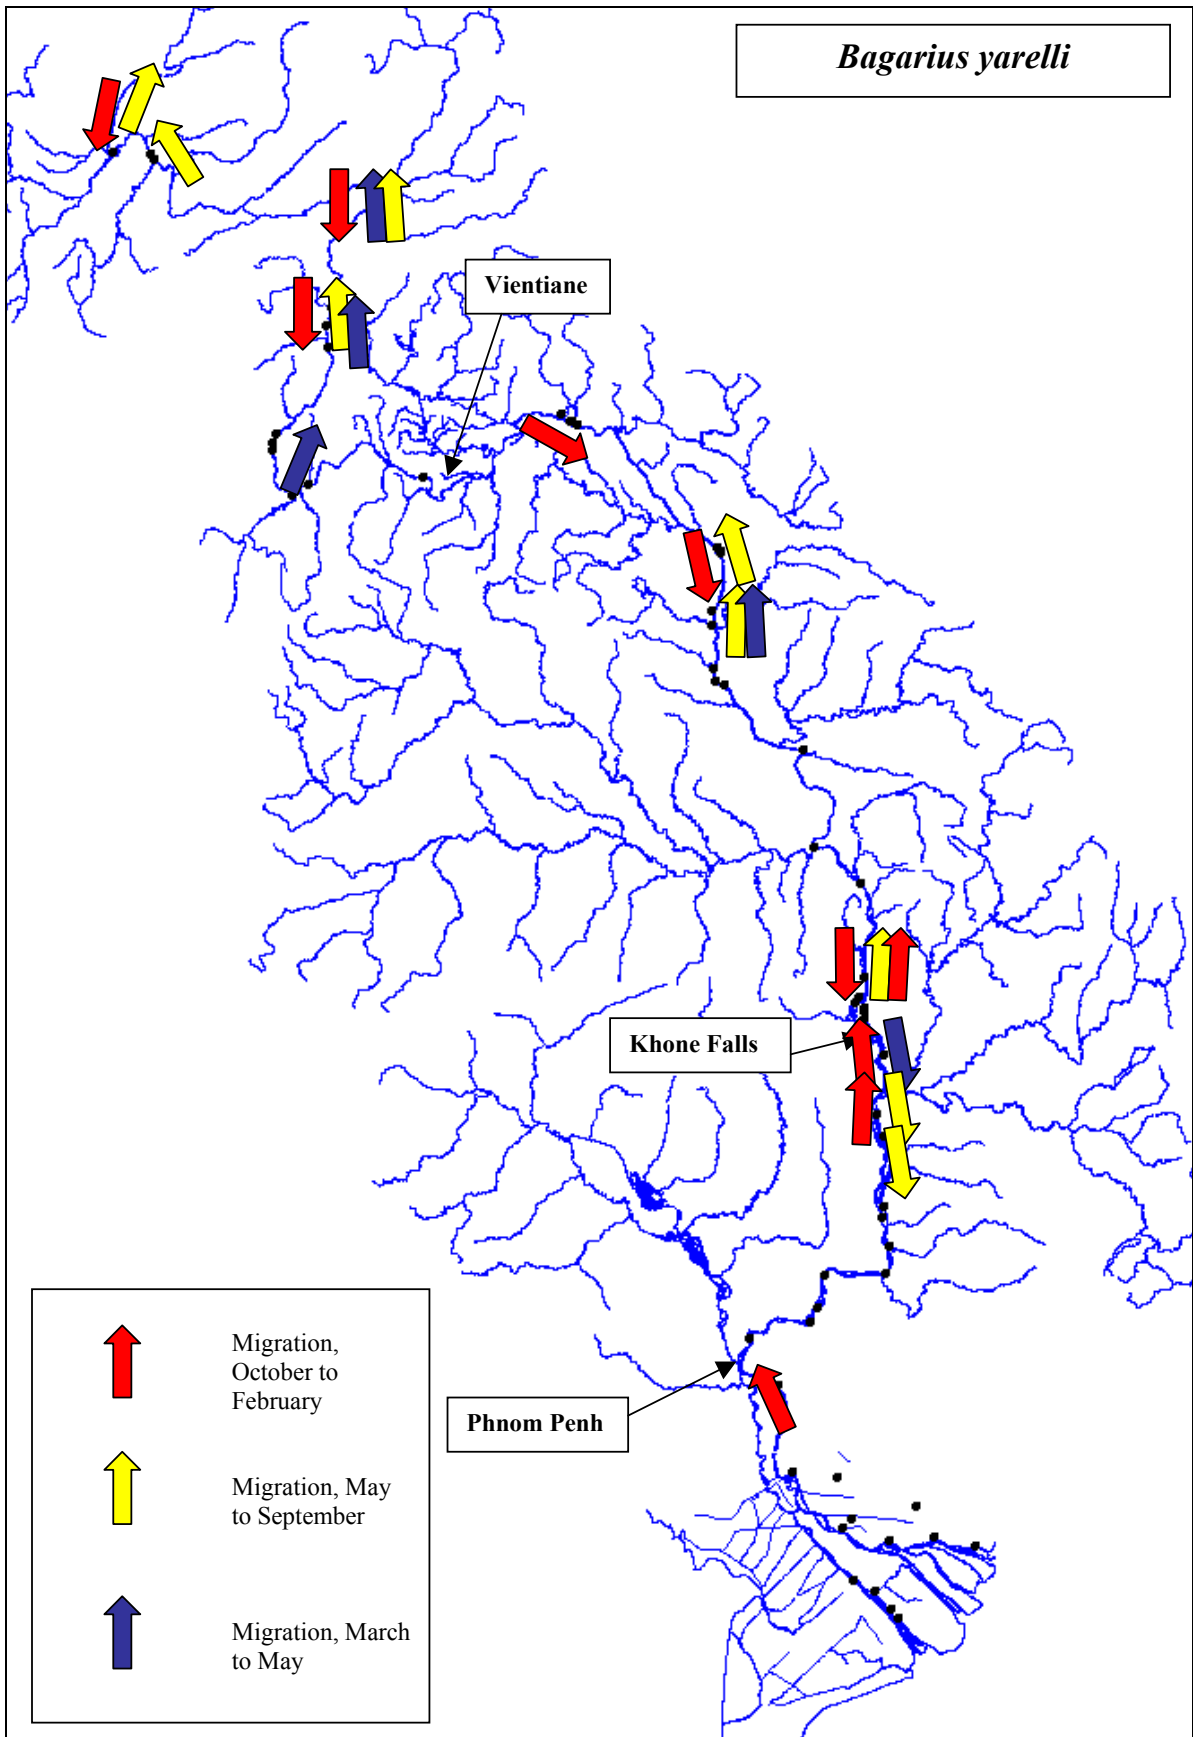 Bagarius yarelli
Vientiane
Khone Falls
Phnom Penh
Migration,
October to
February
Migration, May
to September
Migration, March
to May